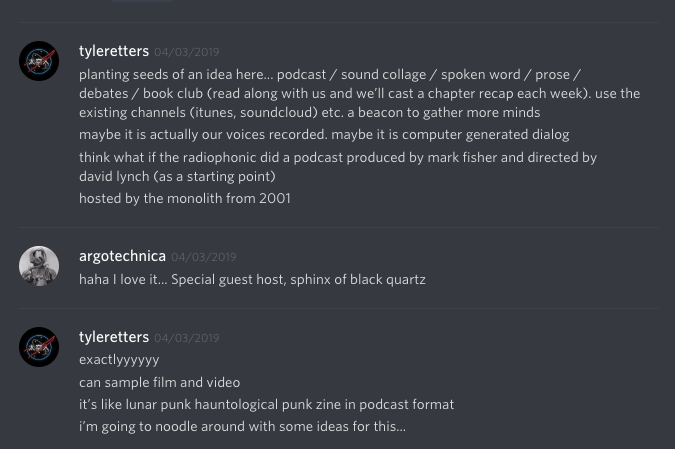 tyleretters 04/03/2019
planting seeds of an idea here... podcast / sound collage / spoken word / prose /
debates / book club (read along with us and we'll cast a chapter recap each week). use the
existing channels (itunes, soundcloud) etc. a beacon to gather more minds
maybe it is actually our voices recorded. maybe it is computer generated dialog
think what if the radiophonic did a podcast produced by mark fisher and directed by
david lynch (as a starting point)
hosted by the monolith from 2001
argotechnica 04/03/2019
haha I love it... Special guest host, sphinx of black quartz
tyleretters 04/03/2019
exactlyyyyyy
can sample film and video
it's like lunar punk hauntological punk zine in podcast format
i'm going to noodle around with some ideas for this...